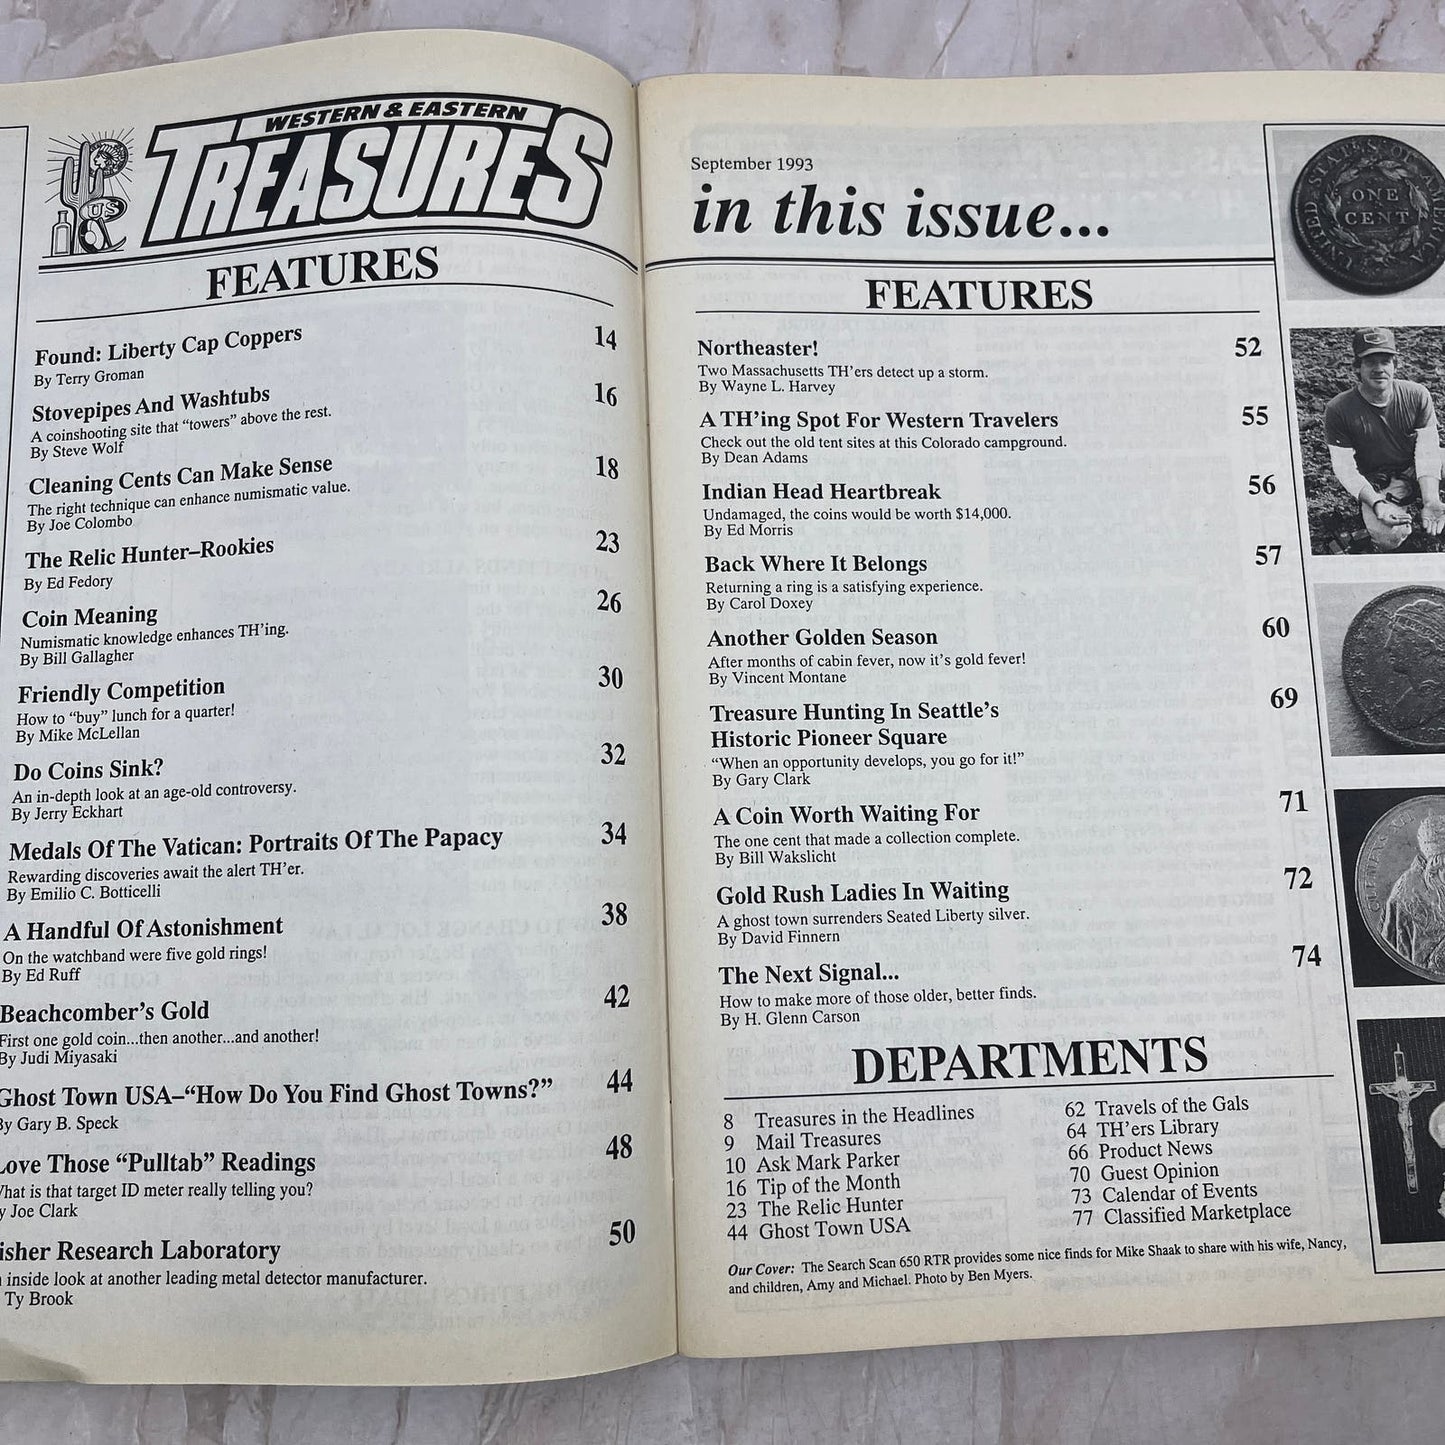 WESTERN & EASTERN
TREASURES
US
FEATURES
Found: Liberty Cap Coppers 14
By Terry Groman
Stovepipes And Washtubs 16
A coinshooting site that “towers” above the rest.
By Steve Wolf
Cleaning Cents Can Make Sense 18
The right technique can enhance numismatic value.
By Joe Colombo
The Relic Hunter–Rookies 23
By Ed Fedory
Coin Meaning 26
Numismatic knowledge enhances TH’ing.
By Bill Gallagher
Friendly Competition 30
How to “buy” lunch for a quarter!
By Mike McLellan
Do Coins Sink? 32
An in-depth look at an age-old controversy.
By Jerry Eckhart
Medals Of The Vatican: Portraits Of The Papacy 34
Rewarding discoveries await the alert TH’er.
By Emilio C. Botticelli
A Handful Of Astonishment 38
On the watchband were five gold rings!
By Ed Ruff
Beachcomber’s Gold 42
First one gold coin...then another...and another!
By Judi Miyasaki
Ghost Town USA–“How Do You Find Ghost Towns?” 44
By Gary B. Speck
Love Those “Pulltab” Readings 48
What is that target ID meter really telling you?
By Joe Clark
isher Research Laboratory 50
inside look at another leading metal detector manufacturer.
Ty Brook
September 1993
in this issue...
FEATURES
Northeaster! 52
Two Massachusetts TH’ers detect up a storm.
By Wayne L. Harvey
A TH’ing Spot For Western Travelers 55
Check out the old tent sites at this Colorado campground.
By Dean Adams
Indian Head Heartbreak 56
Undamaged, the coins would be worth $14,000.
By Ed Morris
Back Where It Belongs 57
Returning a ring is a satisfying experience.
By Carol Doxey
Another Golden Season 60
After months of cabin fever, now it’s gold fever!
By Vincent Montane
Treasure Hunting In Seattle’s 69
Historic Pioneer Square
“When an opportunity develops, you go for it!”
By Gary Clark
A Coin Worth Waiting For 71
The one cent that made a collection complete.
By Bill Wakslicht
Gold Rush Ladies In Waiting 72
A ghost town surrenders Seated Liberty silver.
By David Finnern
The Next Signal... 74
How to make more of those older, better finds.
By H. Glenn Carson
DEPARTMENTS
8 Treasures in the Headlines
9 Mail Treasures
10 Ask Mark Parker
16 Tip of the Month
23 The Relic Hunter
44 Ghost Town USA
62 Travels of the Gals
64 TH’ers Library
66 Product News
70 Guest Opinion
73 Calendar of Events
77 Classified Marketplace
Our Cover: The Search Scan 650 RTR provides some nice finds for Mike Shaak to share with his wife, Nancy,
and children, Amy and Michael. Photo by Ben Myers.
UNITED STATES OF AMERICA
ONE
CENT